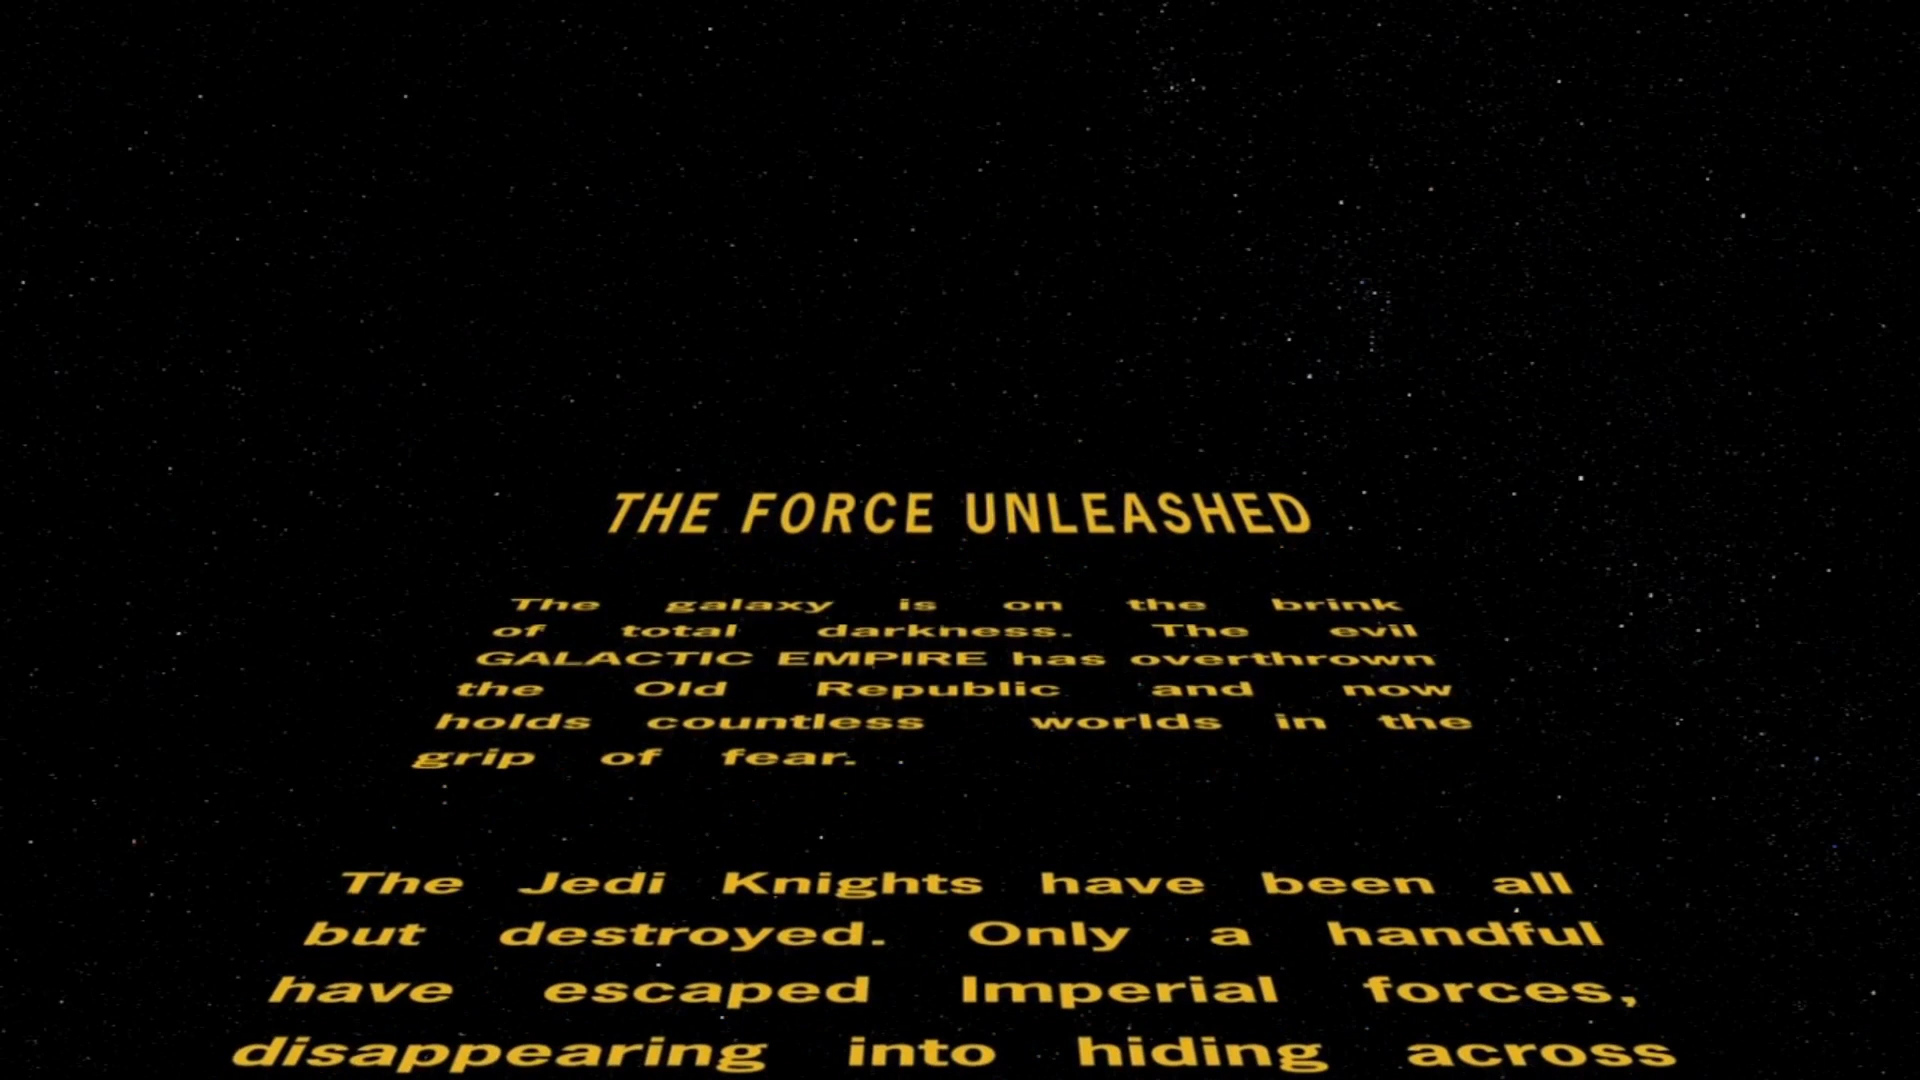 THE FORCE UNLEASHED
The galaxy is on the brink
of total darkness. The evil
GALACTIC EMPIRE has overthrown
the Old Republic and now
holds countless worlds in the
grip of fear.
The Jedi Knights have been all
but destroyed. Only a handful
have escaped Imperial forces,
disappearing into hiding across